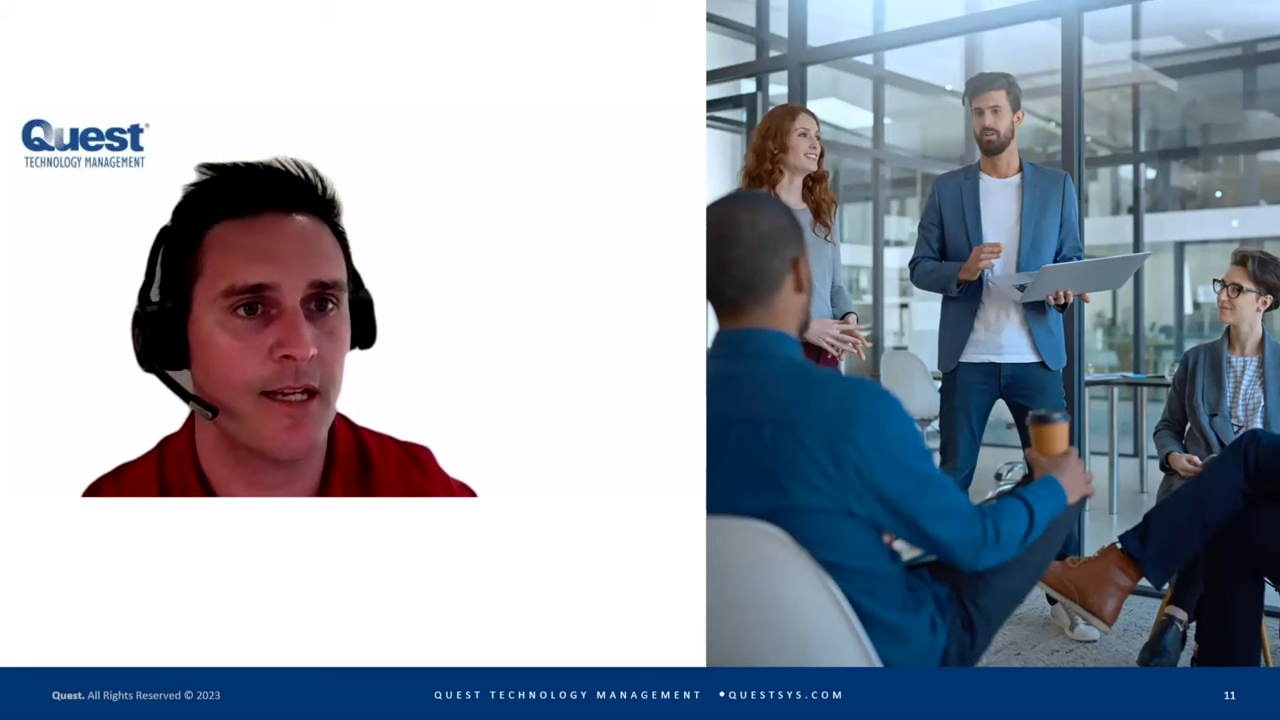 Quest®
TECHNOLOGY MANAGEMENT
Quest. All Rights Reserved © 2023
QUEST TECHNOLOGY MANAGEMENT •QUESTSYS.COM
11